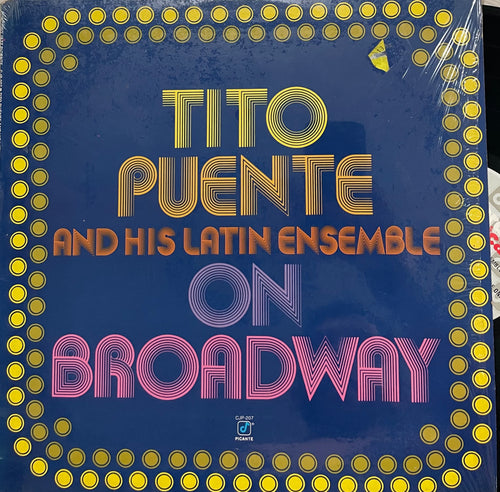 TITO
PUENTE
AND HIS LATIN ENSEMBLE
ON
BROADWAY
CJP-207
PICANTE